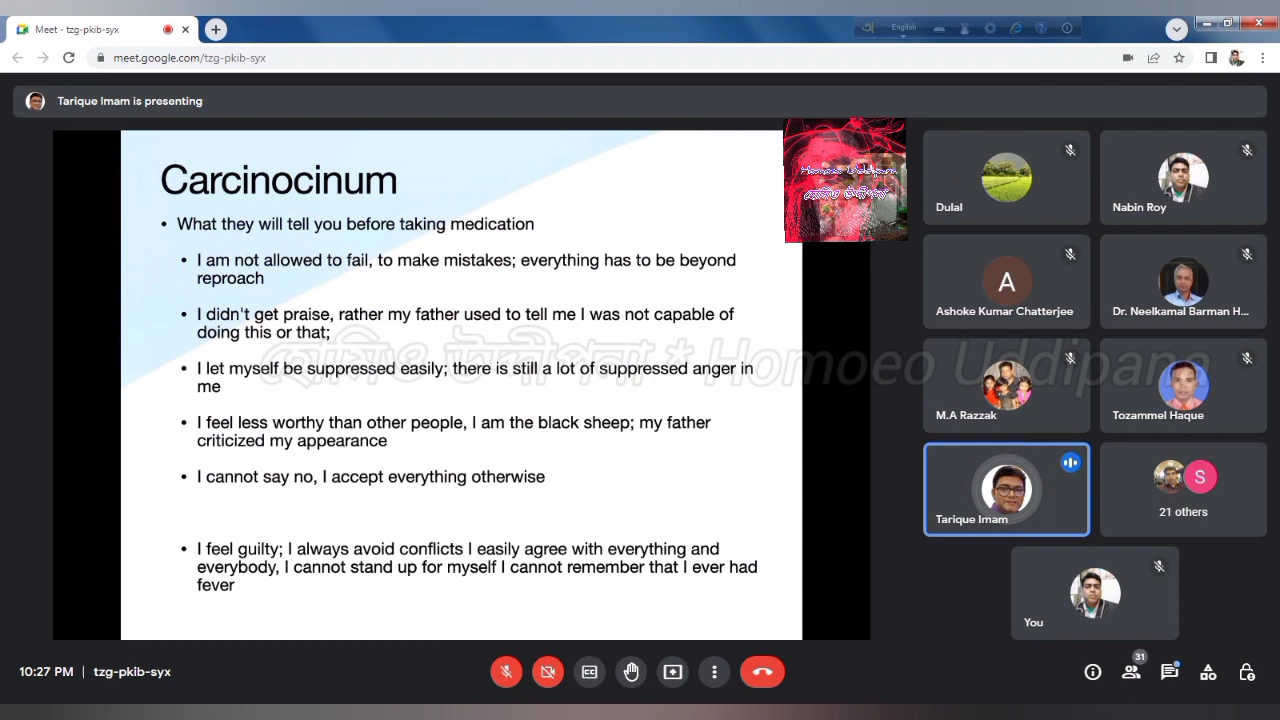 Meet - tzg-pkib-syx
English
meet.google.com/tzg-pkib-syx
Tarique Imam is presenting
Carcinocinum
• What they will tell you before taking medication
• I am not allowed to fail, to make mistakes; everything has to be beyond
reproach
• I didn't get praise, rather my father used to tell me I was not capable of
doing this or that;
• I let myself be suppressed easily; there is still a lot of suppressed anger in
me
• I feel less worthy than other people, I am the black sheep; my father
criticized my appearance
• I cannot say no, I accept everything otherwise
• I feel guilty; I always avoid conflicts I easily agree with everything and
everybody, I cannot stand up for myself I cannot remember that I ever had
fever
হোমিও উদ্দীপনা * Homoeo Uddipana
Homoeo Uddipana
হোমিও উদ্দীপনা
Dulal
Nabin Roy
A
Ashoke Kumar Chatterjee
Dr. Neelkamal Barman H...
M.A Razzak
Tozammel Haque
Tarique Imam
S
21 others
You
10:27 PM | tzg-pkib-syx
31